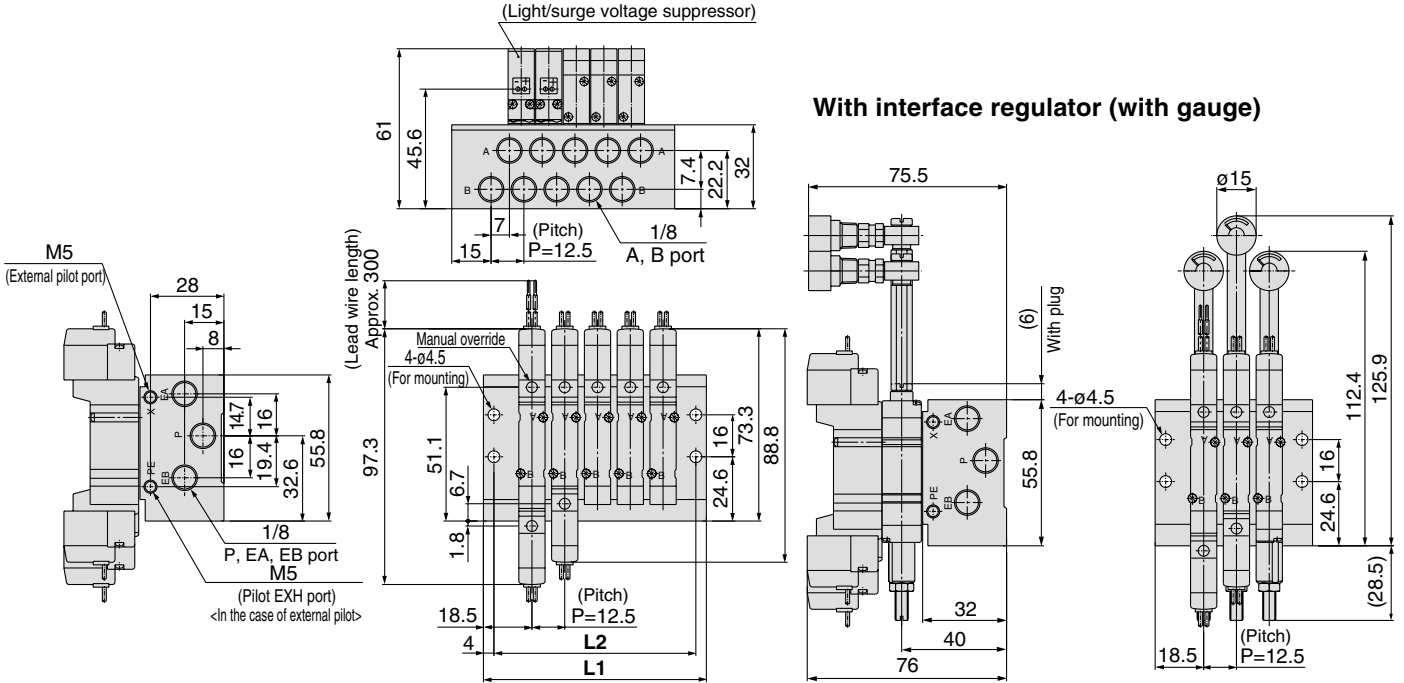 (Light/surge voltage suppressor)
With interface regulator (with gauge)
61
45.6
A
A
B
B
7.4
22.2
32
7
(Pitch)
P=12.5
15
1/8
A, B port
M5
(External pilot port)
28
15
8
X
EA
P
PE
EB
14.7
16
16
19.4
32.6
55.8
1/8
P, EA, EB port
M5
(Pilot EXH port)
<In the case of external pilot>
(Lead wire length)
Approx. 300
Manual override
4-ø4.5
(For mounting)
97.3
51.1
6.7
1.8
A
A
A
A
A
B
B
B
B
B
16
24.6
73.3
88.8
(Pitch)
P=12.5
18.5
4
L2
L1
75.5
(6)
With plug
X
EA
P
PE
EB
55.8
32
40
76
ø15
4-ø4.5
(For mounting)
A
A
A
B
B
B
16
24.6
112.4
125.9
(28.5)
(Pitch)
P=12.5
18.5